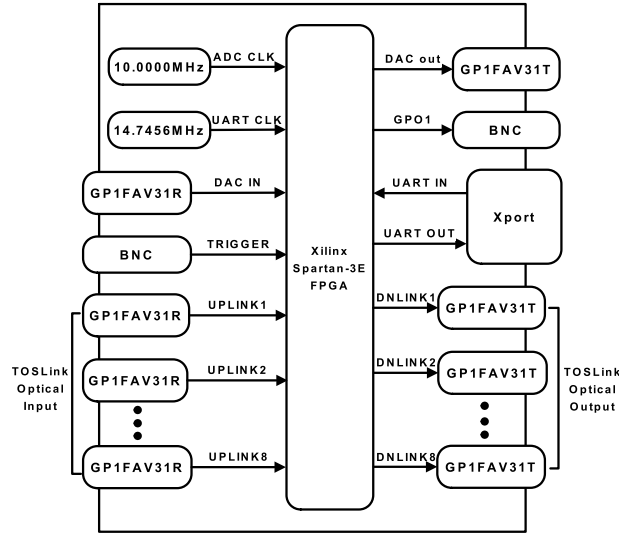 10.0000MHz
ADC CLK
14.7456MHz
UART CLK
GP1FAV31R
DAC IN
BNC
TRIGGER
GP1FAV31R
UPLINK1
GP1FAV31R
UPLINK2
GP1FAV31R
UPLINK8
TOSLink
Optical
Input
Xilinx
Spartan-3E
FPGA
DAC out
GP1FAV31T
GPO1
BNC
UART IN
UART OUT
Xport
DNLINK1
GP1FAV31T
DNLINK2
GP1FAV31T
DNLINK8
GP1FAV31T
TOSLink
Optical
Output